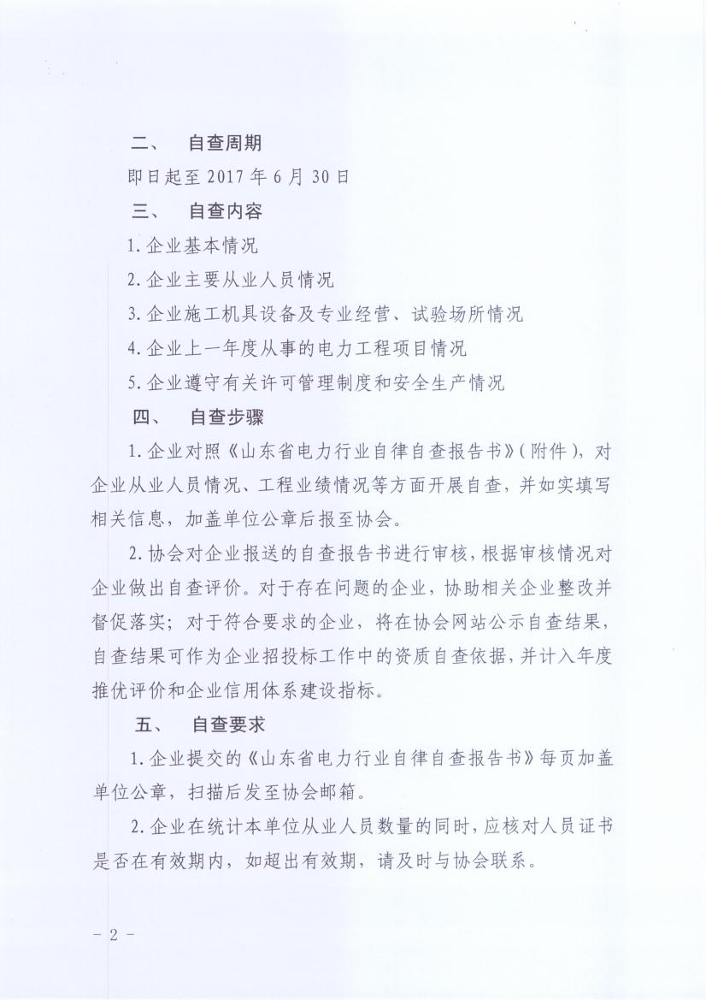 二、 自查周期
即日起至 2017 年 6 月 30 日
三、 自查内容
1.企业基本情况
2.企业主要从业人员情况
3.企业施工机具设备及专业经营、试验场所情况
4.企业上一年度从事的电力工程项目情况
5.企业遵守有关许可管理制度和安全生产情况
四、 自查步骤
1.企业对照《山东省电力行业自律自查报告书》(附件),对
企业从业人员情况、工程业绩情况等方面开展自查,并如实填写
相关信息，加盖单位公章后报至协会。
2.协会对企业报送的自查报告书进行审核,根据审核情况对
企业做出自查评价。对于存在问题的企业，协助相关企业整改并
督促落实；对于符合要求的企业，将在协会网站公示自查结果，
自查结果可作为企业招投标工作中的资质自查依据,并计入年度
推优评价和企业信用体系建设指标。
五、 自查要求
1.企业提交的《山东省电力行业自律自查报告书》每页加盖
单位公章，扫描后发至协会邮箱。
2.企业在统计本单位从业人员数量的同时,应核对人员证书
是否在有效期内，如超出有效期，请及时与协会联系。
- 2 -